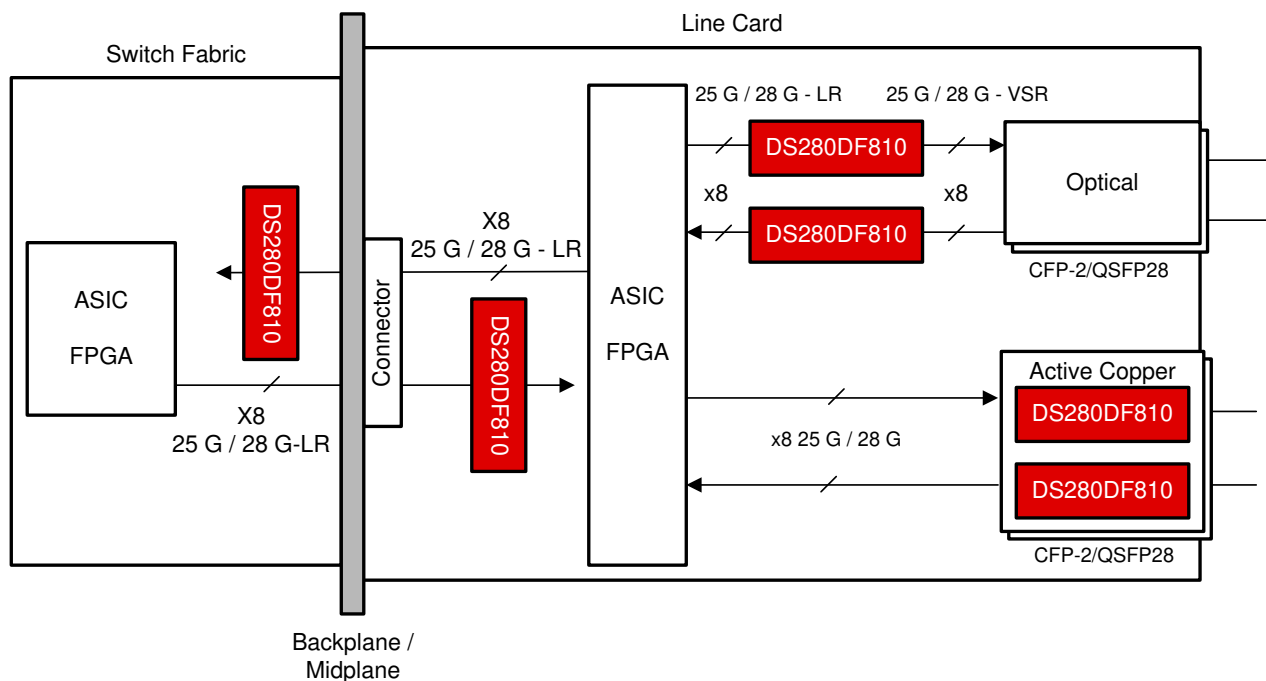 Line Card
Switch Fabric
25 G / 28 G - LR
25 G / 28 G - VSR
DS280DF810
Optical
x8
x8
DS280DF810
CFP-2/QSFP28
DS280DF810
X8
25 G / 28 G - LR
ASIC
FPGA
Connector
DS280DF810
ASIC
FPGA
X8
25 G / 28 G-LR
Active Copper
DS280DF810
x8 25 G / 28 G
DS280DF810
CFP-2/QSFP28
Backplane /
Midplane